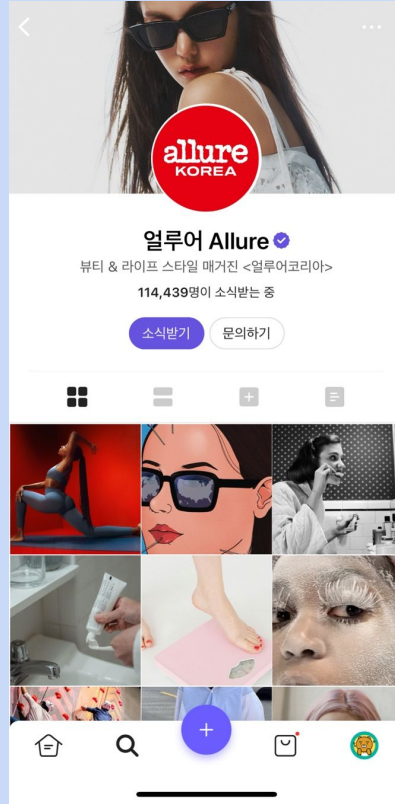 allure
KOREA
얼루어 Allure
뷰티 & 라이프 스타일 매거진 <얼루어코리아>
114,439명이 소식받는 중
소식받기 문의하기